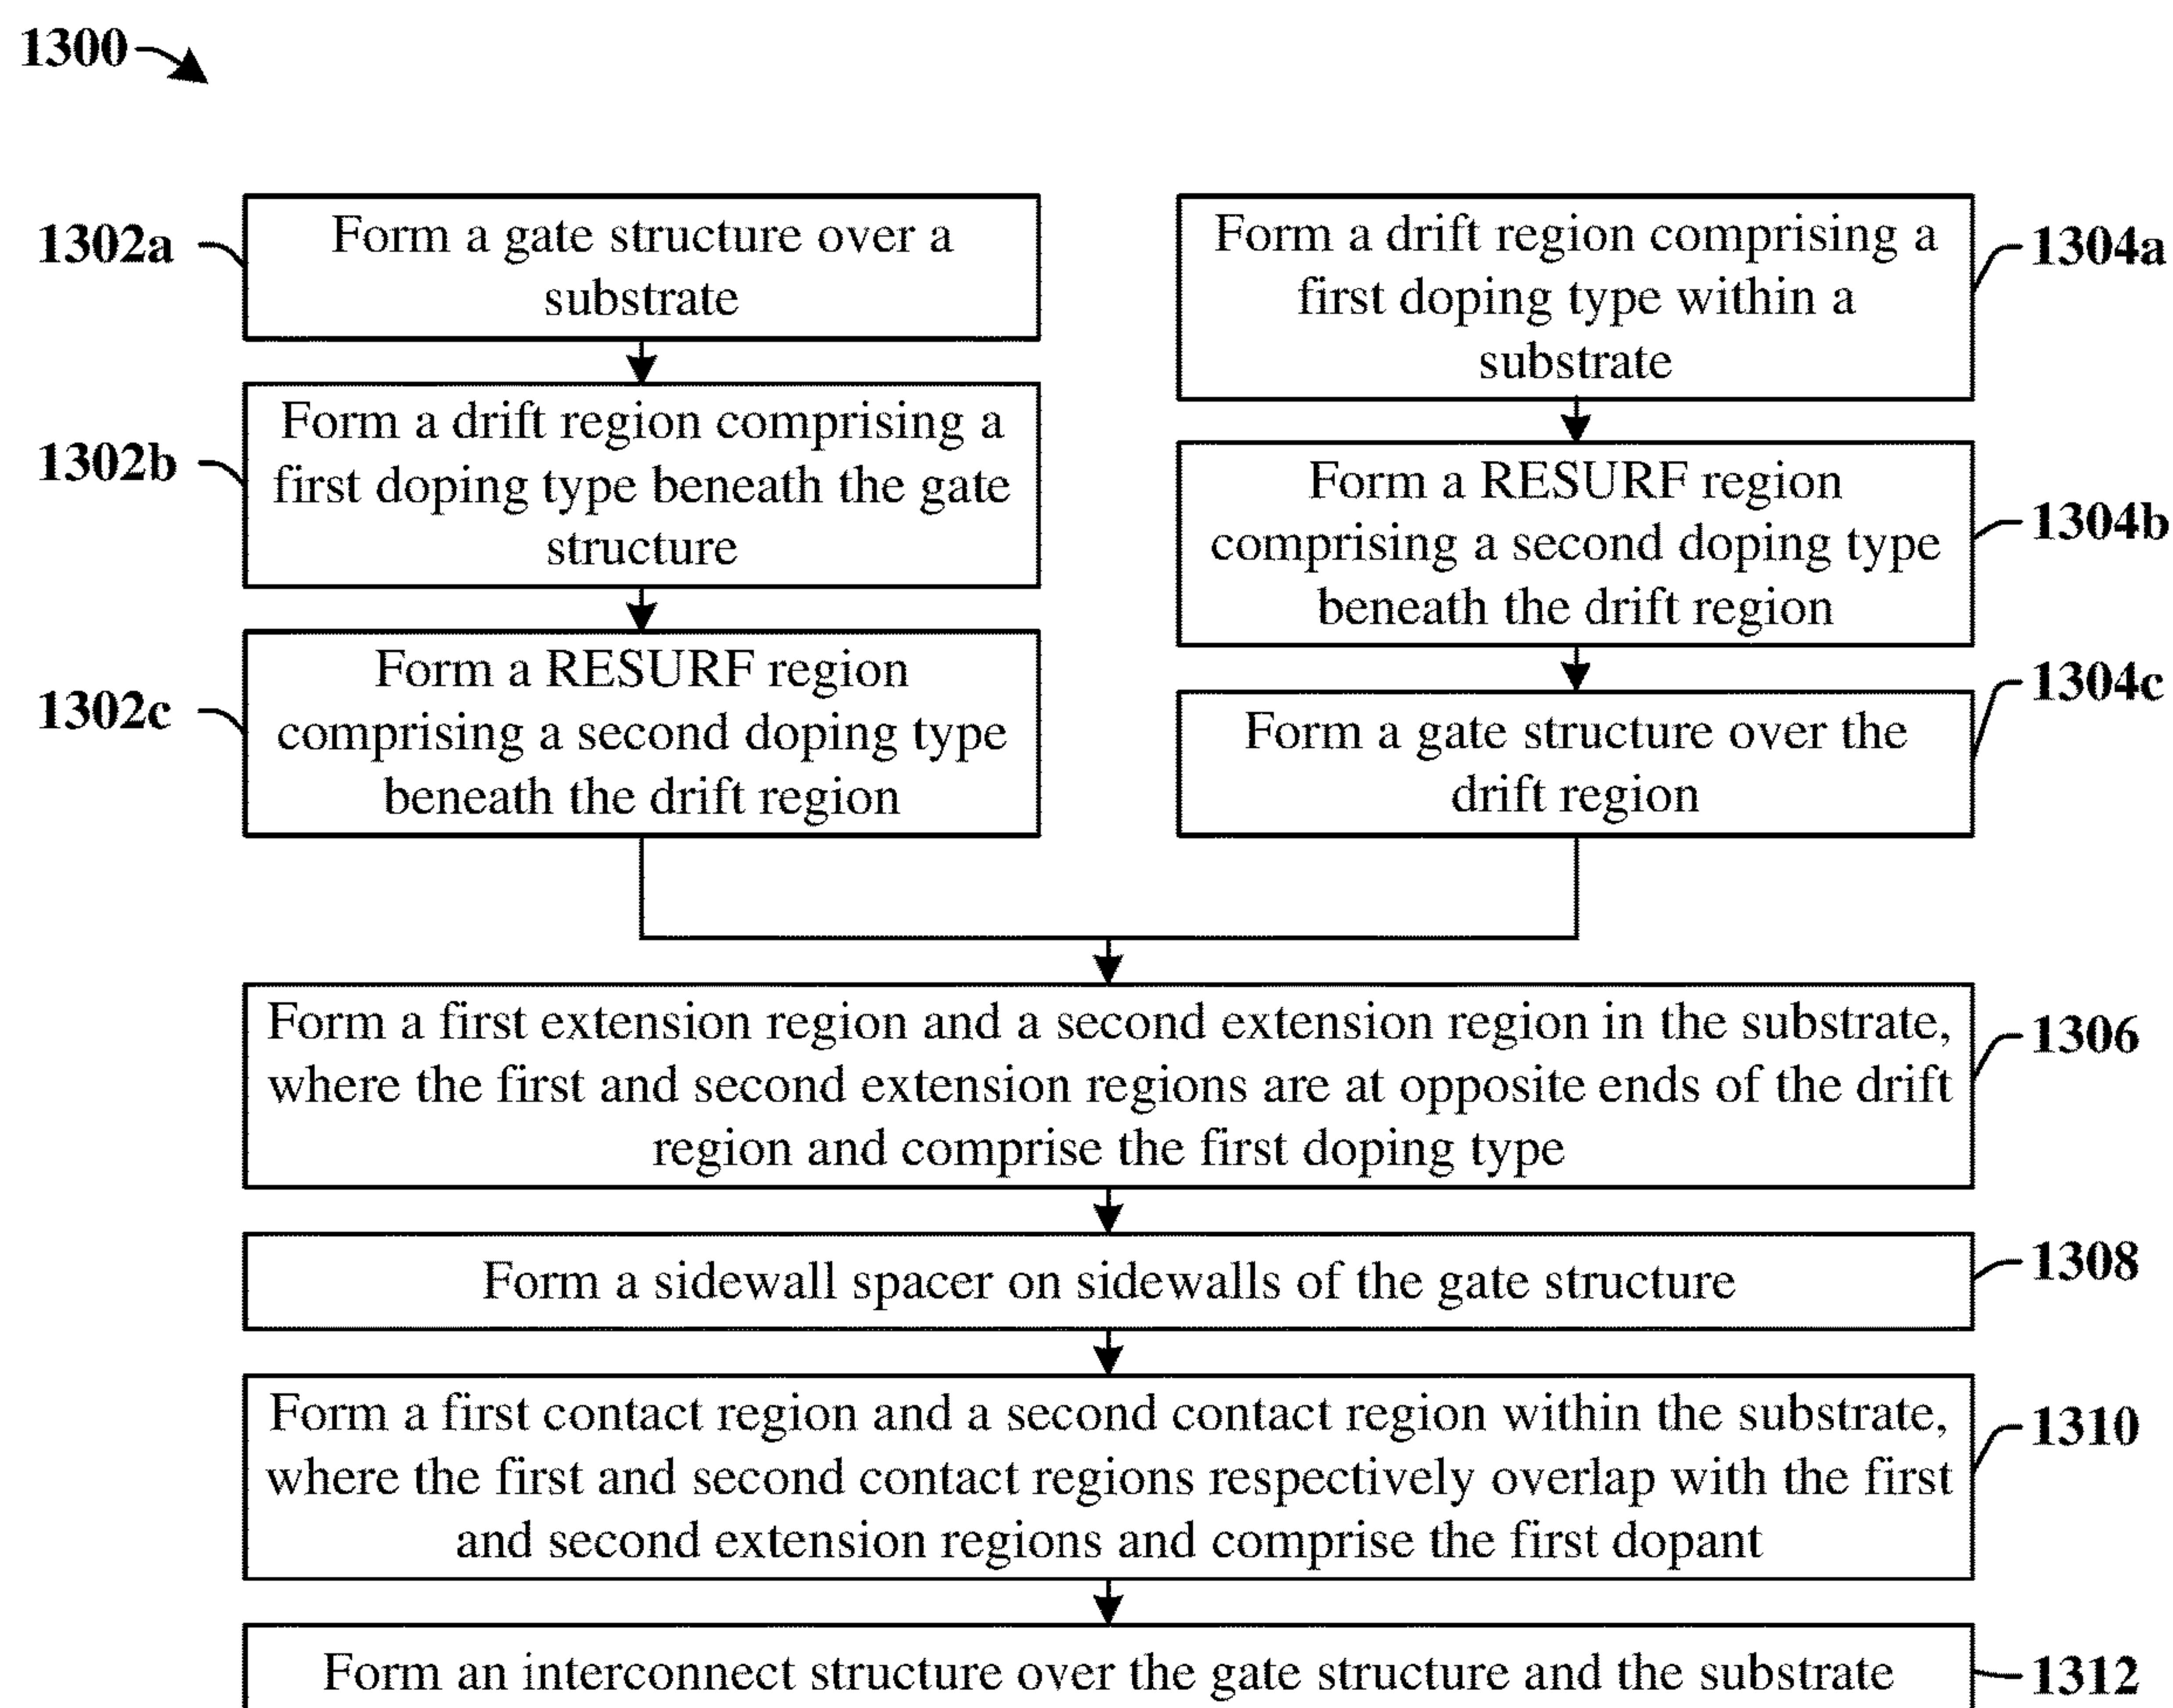 1300
1302a
Form a gate structure over a
substrate
1302b
Form a drift region comprising a
first doping type beneath the gate
structure
1302c
Form a RESURF region
comprising a second doping type
beneath the drift region
Form a drift region comprising a
first doping type within a
substrate
1304a
Form a RESURF region
comprising a second doping type
beneath the drift region
1304b
Form a gate structure over the
drift region
1304c
Form a first extension region and a second extension region in the substrate,
where the first and second extension regions are at opposite ends of the drift
region and comprise the first doping type
1306
Form a sidewall spacer on sidewalls of the gate structure
1308
Form a first contact region and a second contact region within the substrate,
where the first and second contact regions respectively overlap with the first
and second extension regions and comprise the first dopant
1310
Form an interconnect structure over the gate structure and the substrate
1312